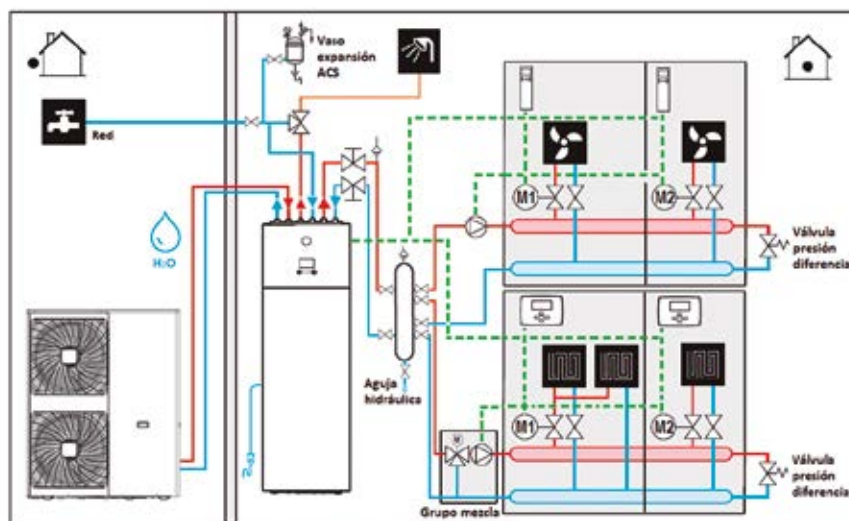 Vaso
expansión
ACS
Red
H₂O
M1
M2
Válvula
presión
diferencia
Aguja
hidráulica
M1
M2
M
Válvula
presión
diferencia
Grupo mezcla